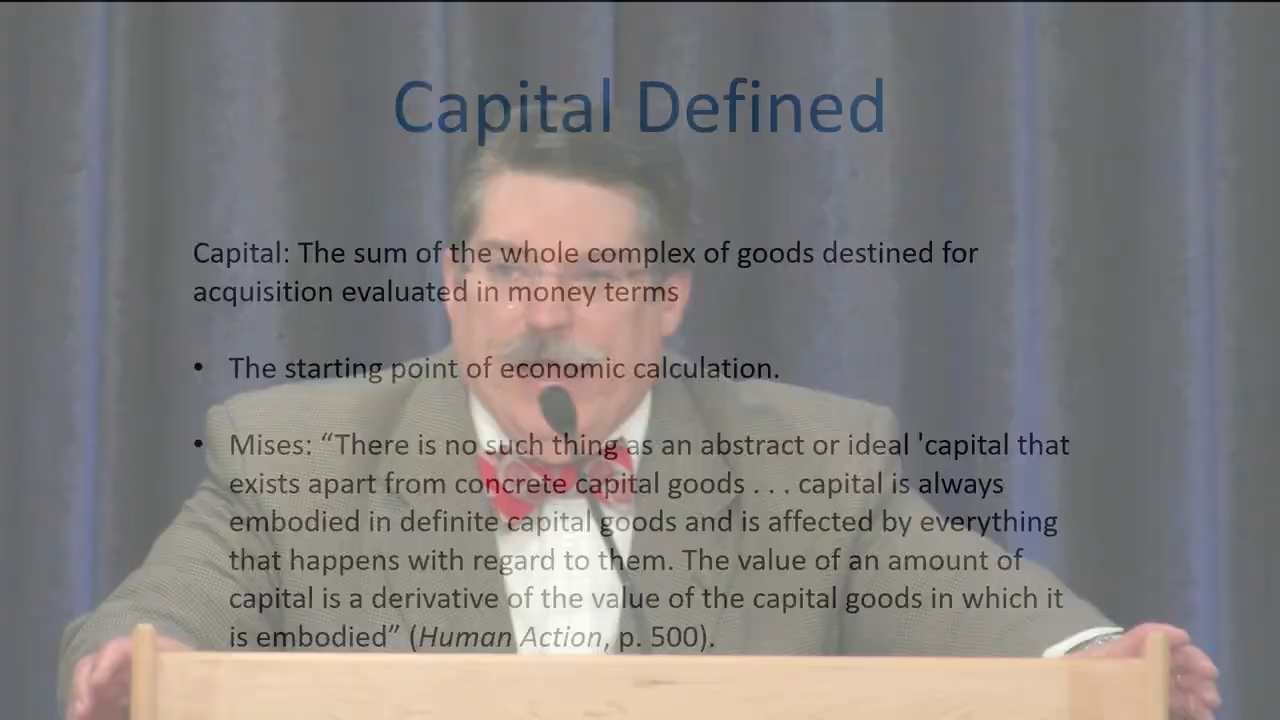 Capital Defined
Capital: The sum of the whole complex of goods destined for
acquisition evaluated in money terms
• The starting point of economic calculation.
• Mises: “There is no such thing as an abstract or ideal 'capital that
exists apart from concrete capital goods . . . capital is always
embodied in definite capital goods and is affected by everything
that happens with regard to them. The value of an amount of
capital is a derivative of the value of the capital goods in which it
is embodied” (Human Action, p. 500).